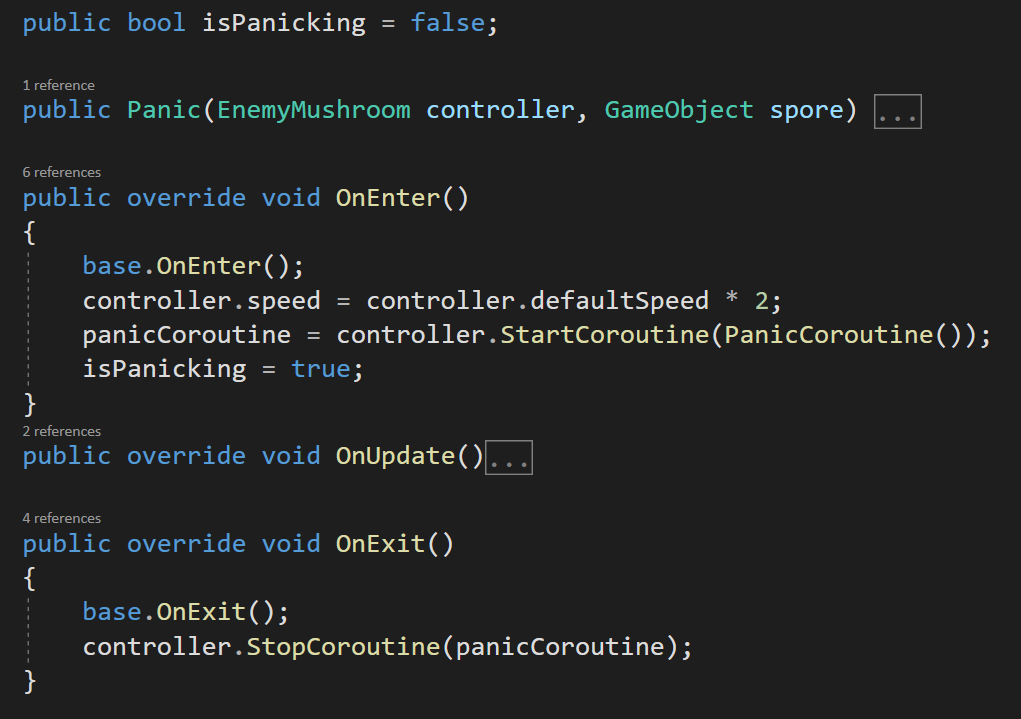 public bool isPanicking = false;
1 reference
public Panic(EnemyMushroom controller, GameObject spore) ...
6 references
public override void OnEnter()
{
base.OnEnter();
controller.speed = controller.defaultSpeed * 2;
panicCoroutine = controller.StartCoroutine(PanicCoroutine());
isPanicking = true;
}
2 references
public override void OnUpdate()...
4 references
public override void OnExit()
{
base.OnExit();
controller.StopCoroutine(panicCoroutine);
}